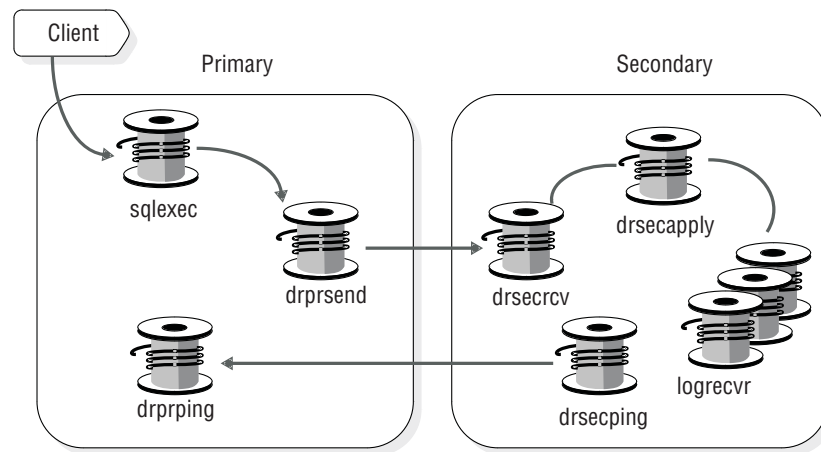 Client
Primary
Secondary
sqlexec
drprsend
drsecrcv
drsecapply
drprping
drsecping
logrecvr